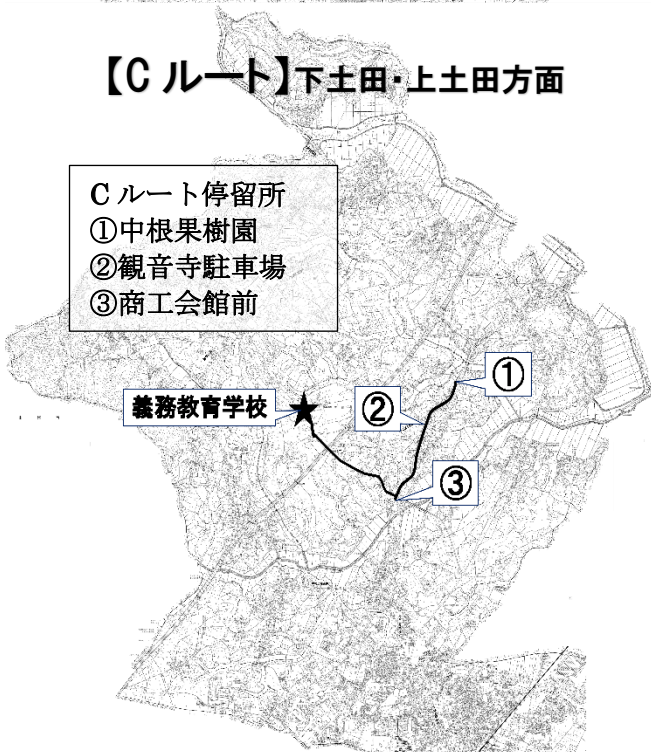 【C ルート】下土田・上土田方面
C ルート停留所
①中根果樹園
②観音寺駐車場
③商工会館前
①
義務教育学校
②
③